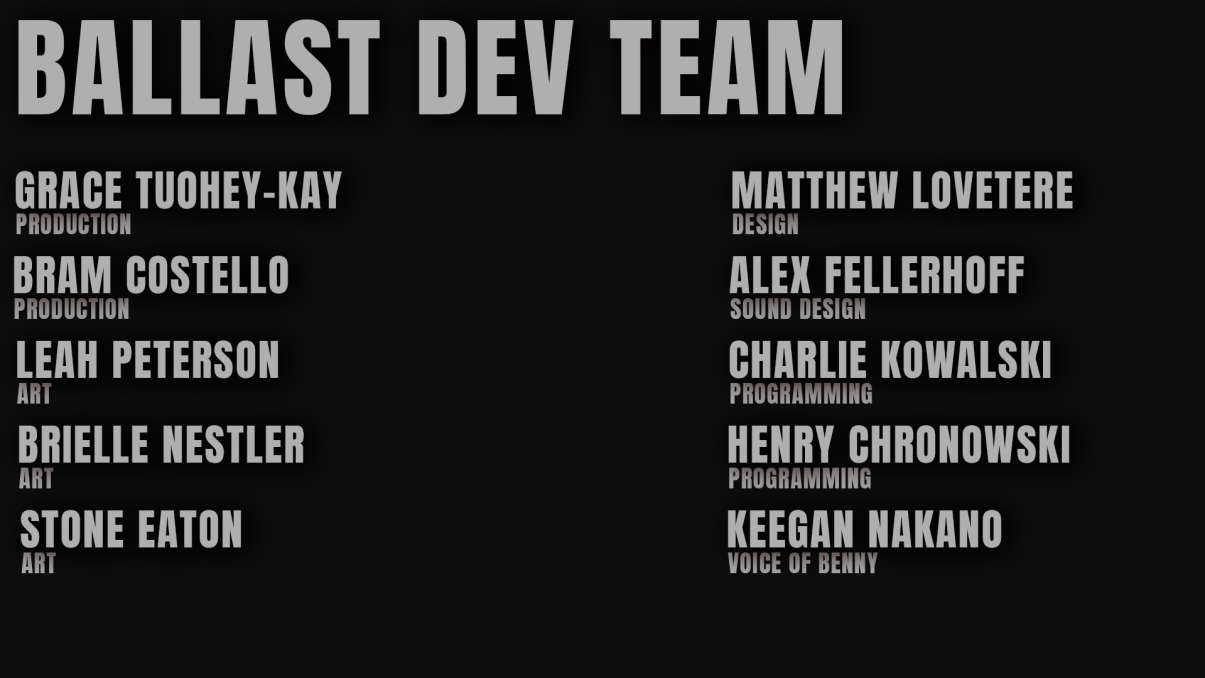 BALLAST DEV TEAM
GRACE TUOHEY-KAY
PRODUCTION
BRAM COSTELLO
PRODUCTION
LEAH PETERSON
ART
BRIELLE NESTLER
ART
STONE EATON
ART
MATTHEW LOVETERE
DESIGN
ALEX FELLERHOFF
SOUND DESIGN
CHARLIE KOWALSKI
PROGRAMMING
HENRY CHRONOWSKI
PROGRAMMING
KEEGAN NAKANO
VOICE OF BENNY